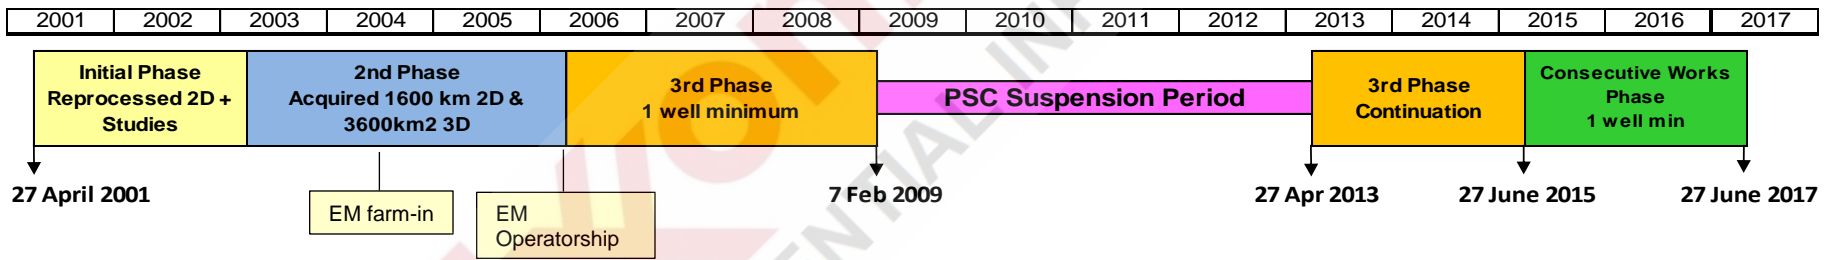 2001 2002 2003 2004 2005 2006 2007 2008 2009 2010 2011 2012 2013 2014 2015 2016 2017
Initial Phase
Reprocessed 2D +
Studies
2nd Phase
Acquired 1600 km 2D &
3600km2 3D
3rd Phase
1 well minimum
PSC Suspension Period
3rd Phase
Continuation
Consecutive Works
Phase
1 well min
27 April 2001
EM farm-in
EM
Operatorship
7 Feb 2009
27 Apr 2013
27 June 2015
27 June 2017